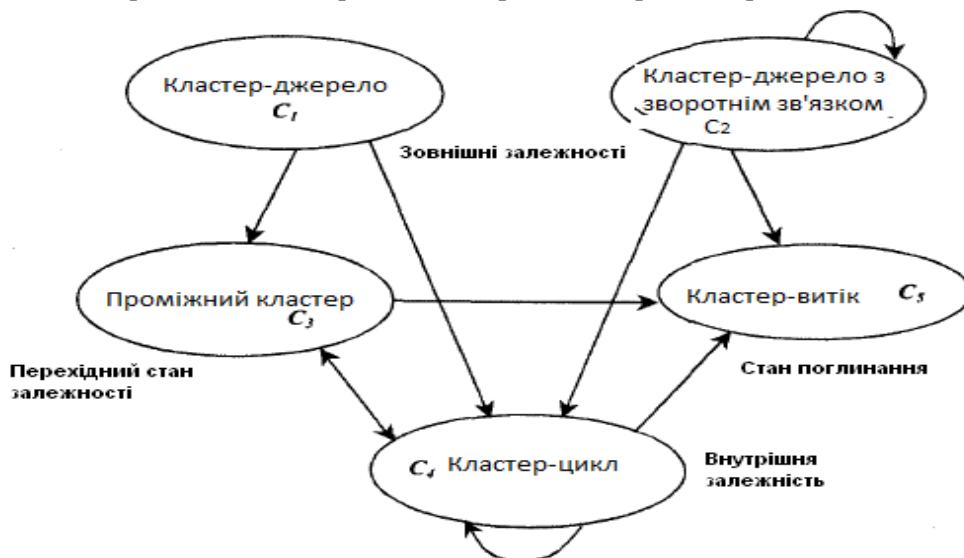 Кластер-джерело
C₁
Кластер-джерело з
зворотнім зв'язком
C2
Зовнішні залежності
Проміжний кластер
C₃
Кластер-витік C₅
Перехідний стан
залежності
Стан поглинання
C₄ Кластер-цикл
Внутрішня
залежність